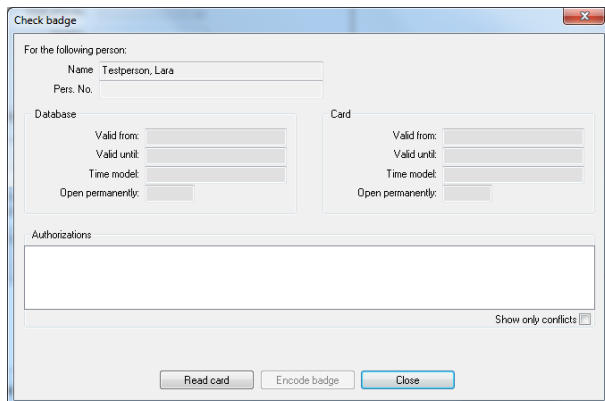 Check badge
For the following person:
Name Testperson, Lara
Pers. No.
Database
Valid from:
Valid until:
Time model:
Open permanently:
Card
Valid from:
Valid until:
Time model:
Open permanently:
Authorizations
Show only conflicts
Read card Encode badge Close